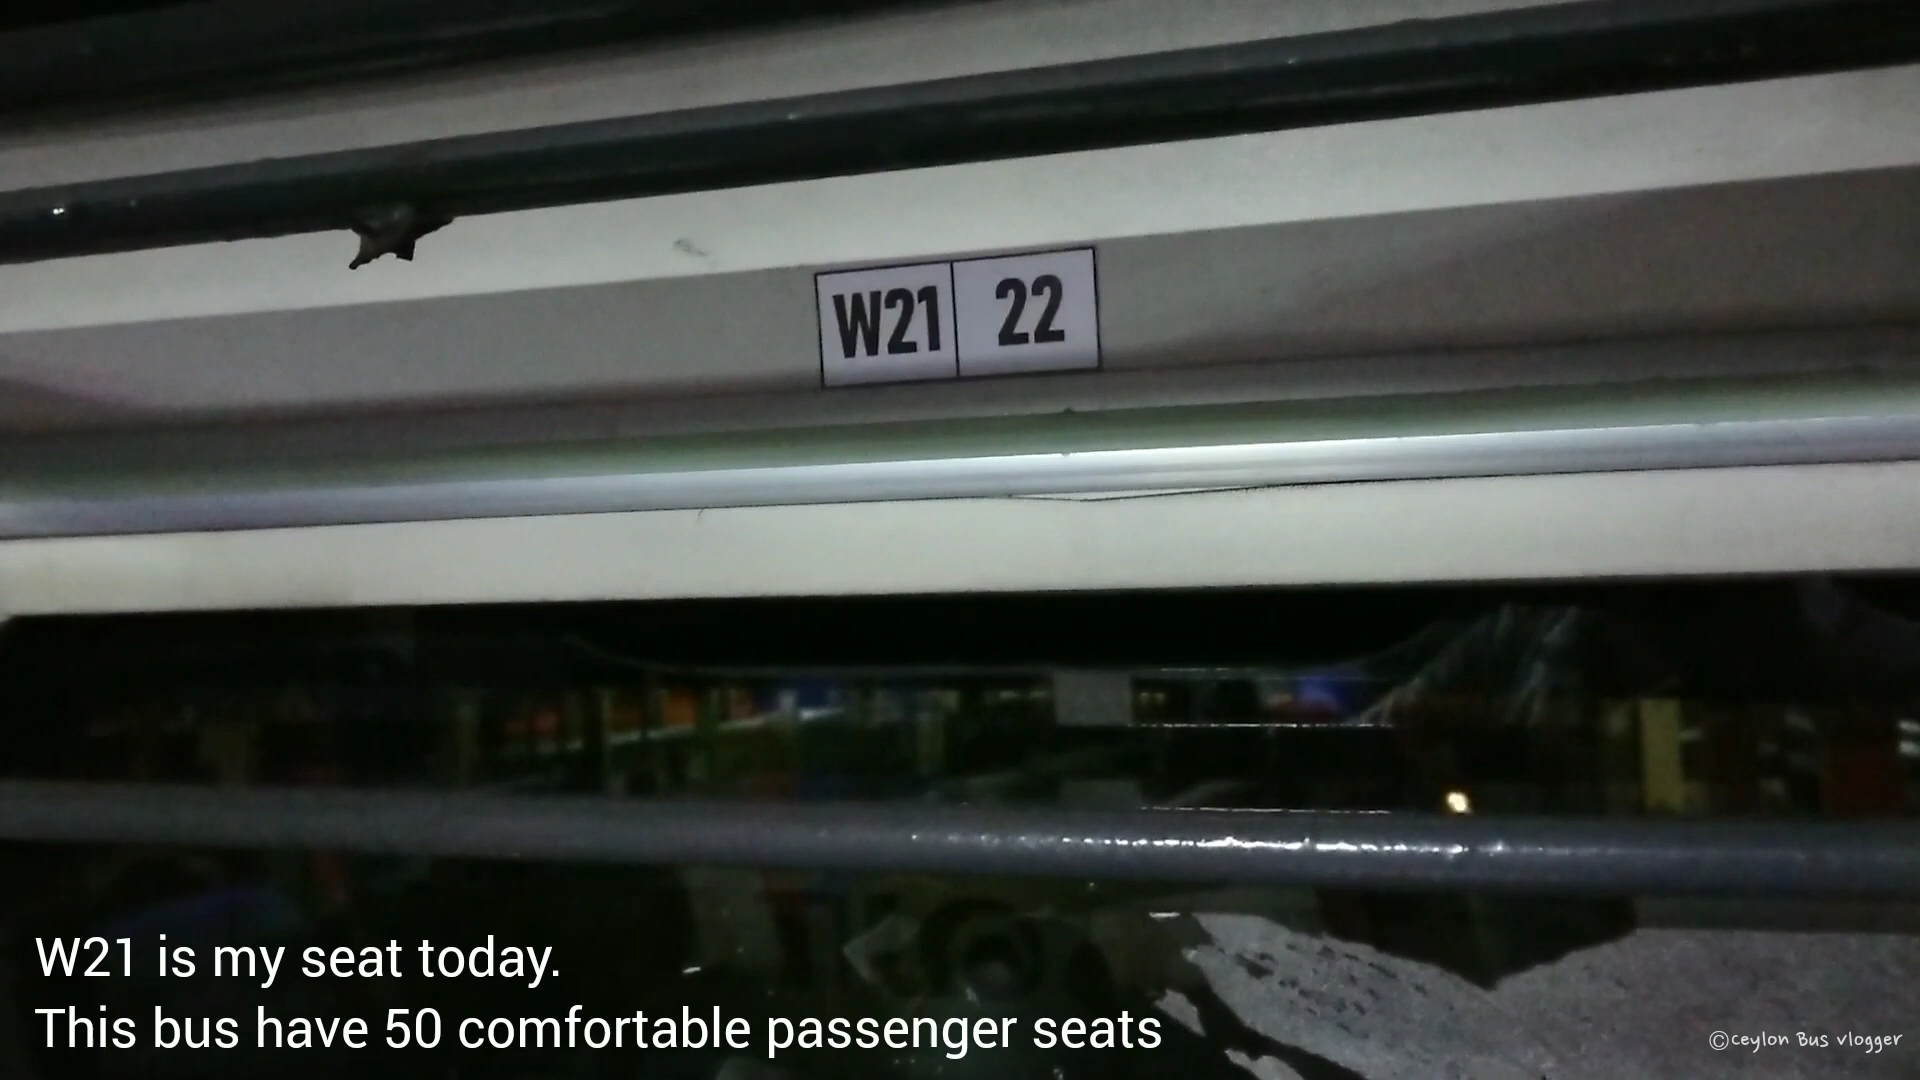 W21 22
W21 is my seat today.
This bus have 50 comfortable passenger seats
©ceylon Bus vlogger